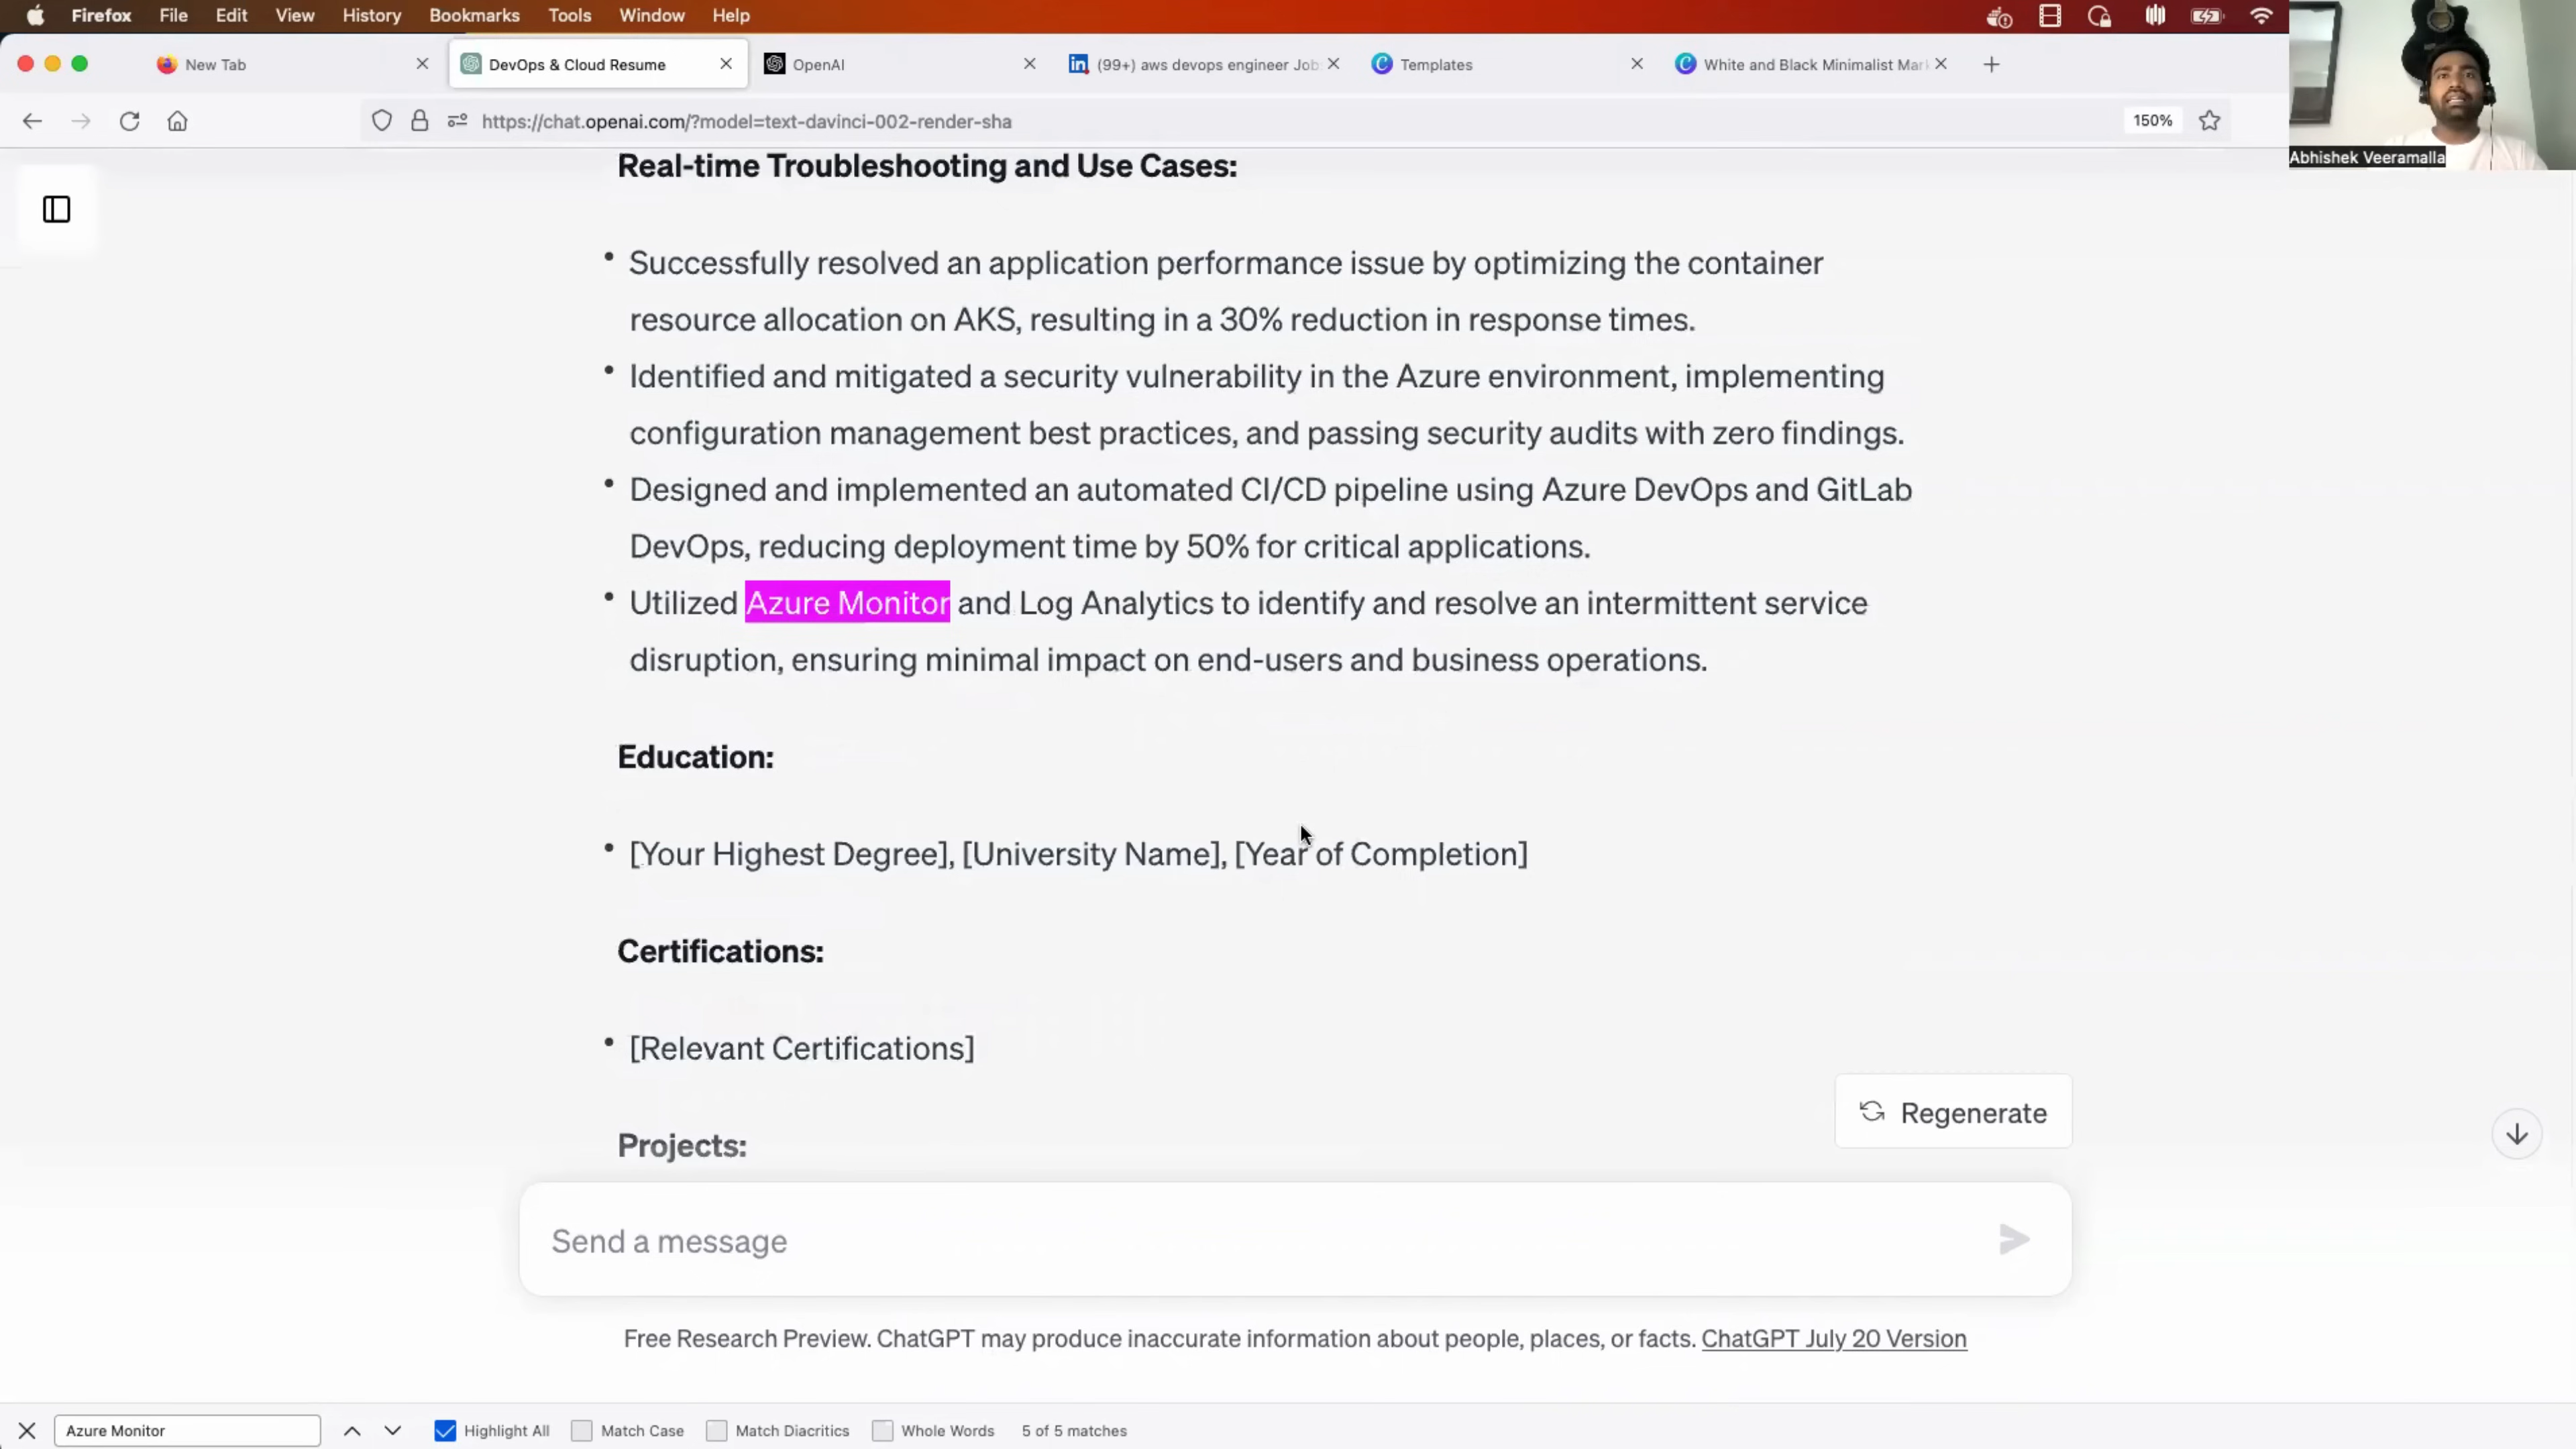 Firefox File Edit View History Bookmarks Tools Window Help
New Tab
DevOps & Cloud Resume
OpenAI
in (99+) aws devops engineer Job
Templates
White and Black Minimalist Mar
https://chat.openai.com/?model=text-davinci-002-render-sha
150%
Abhishek Veeramalla
Real-time Troubleshooting and Use Cases:
• Successfully resolved an application performance issue by optimizing the container
resource allocation on AKS, resulting in a 30% reduction in response times.
• Identified and mitigated a security vulnerability in the Azure environment, implementing
configuration management best practices, and passing security audits with zero findings.
• Designed and implemented an automated CI/CD pipeline using Azure DevOps and GitLab
DevOps, reducing deployment time by 50% for critical applications.
• Utilized Azure Monitor and Log Analytics to identify and resolve an intermittent service
disruption, ensuring minimal impact on end-users and business operations.
Education:
• [Your Highest Degree], [University Name], [Year of Completion]
Certifications:
• [Relevant Certifications]
Regenerate
Projects:
Send a message
Free Research Preview. ChatGPT may produce inaccurate information about people, places, or facts. ChatGPT July 20 Version
Azure Monitor
Highlight All
Match Case
Match Diacritics
Whole Words
5 of 5 matches